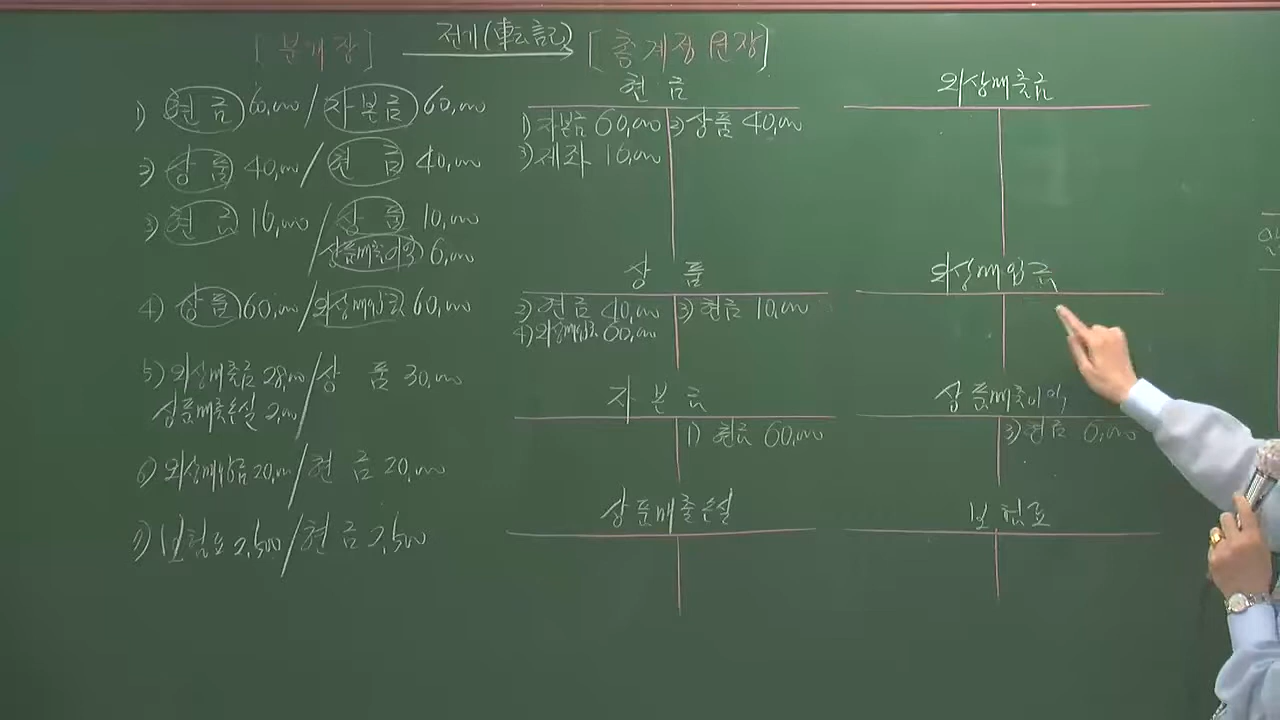 [분개장]
전기(転記)
[총계정원장]
1) 현금 60,000 / 자본금 60,000
2) 상품 40,000 / 현금 40,000
3) 현금 16,000 / 상품 10,000
상품매출이익 6,000
4) 상품 60,000 / 외상매입금 60,000
5) 외상매출금 28,000 / 상품 30,000
상품매출손실 2,000
6) 외상매입금 20,000 / 현금 20,000
7) 보험료 2,500 / 현금 2,500
현금
1) 자본금 60,000
2) 상품 40,000
3) 제좌 16,000
외상매출금
상품
2) 현금 40,000
3) 현금 10,000
4) 외상매입금 60,000
외상매입금
자본금
1) 현금 60,000
상품매출이익
3) 현금 6,000
상품매출손실
보험료